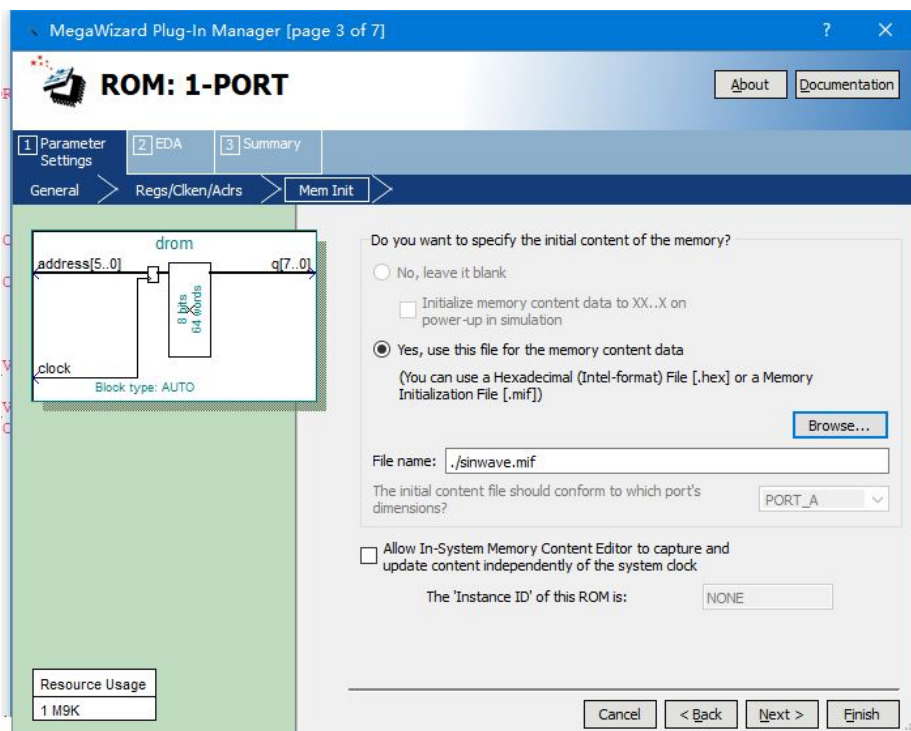 MegaWizard Plug-In Manager [page 3 of 7]
?
ROM: 1-PORT
About
Documentation
1 Parameter Settings
2 EDA
3 Summary
General
Regs/Clken/Adrs
Mem Init
drom
address[5..0]
q[7..0]
8 bits
64 words
clock
Block type: AUTO
Do you want to specify the initial content of the memory?
No, leave it blank
Initialize memory content data to XX..X on
power-up in simulation
Yes, use this file for the memory content data
(You can use a Hexadecimal (Intel-format) File [.hex] or a Memory
Initialization File [.mif])
Browse...
File name: ./sinwave.mif
The initial content file should conform to which port's
dimensions?
PORT_A
Allow In-System Memory Content Editor to capture and
update content independently of the system clock
The 'Instance ID' of this ROM is:
NONE
Resource Usage
1 M9K
Cancel
< Back
Next >
Finish